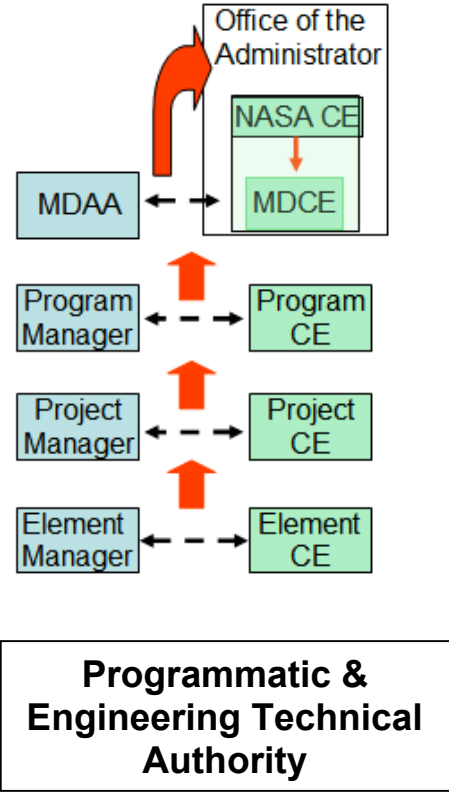 Office of the
Administrator
NASA CE
MDAA
MDCE
Program
Manager
Program
CE
Project
Manager
Project
CE
Element
Manager
Element
CE
Programmatic &
Engineering Technical
Authority